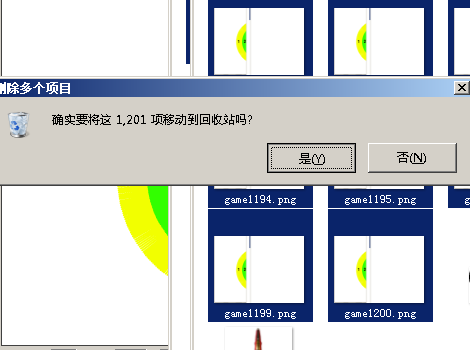 删除多个项目
确实要将这 1,201 项移动到回收站吗?
是(Y)
否(N)
game1194.png
game1195.png
game1199.png
game1200.png